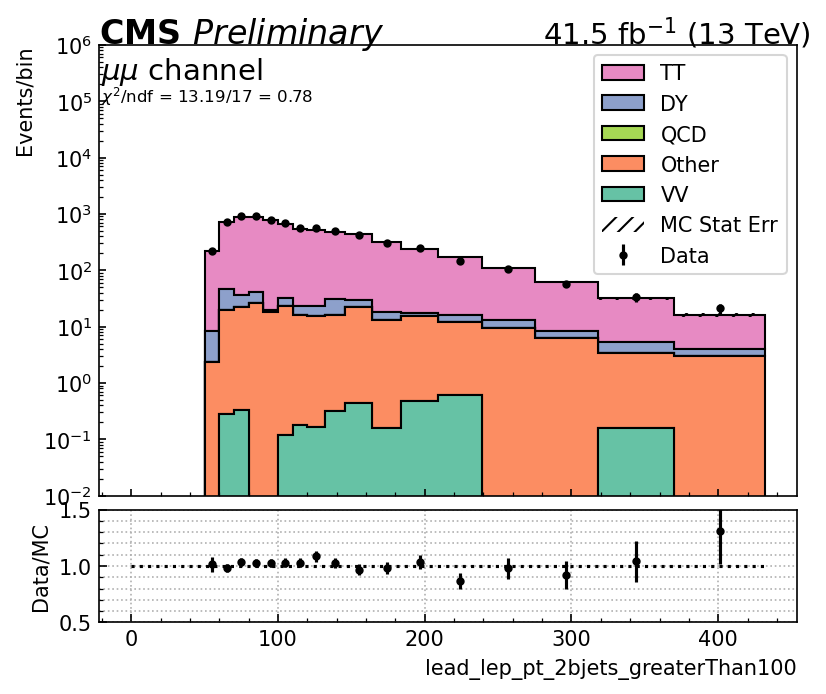 CMS Preliminary 41.5 fb⁻¹ (13 TeV)
μμ channel
χ²/ndf = 13.19/17 = 0.78
Events/bin
10⁶
10⁵
10⁴
10³
10²
10¹
10⁰
10⁻¹
10⁻²
TT
DY
QCD
Other
VV
MC Stat Err
Data
Data/MC
1.5
1.0
0.5
0 100 200 300 400
lead_lep_pt_2bjets_greaterThan100